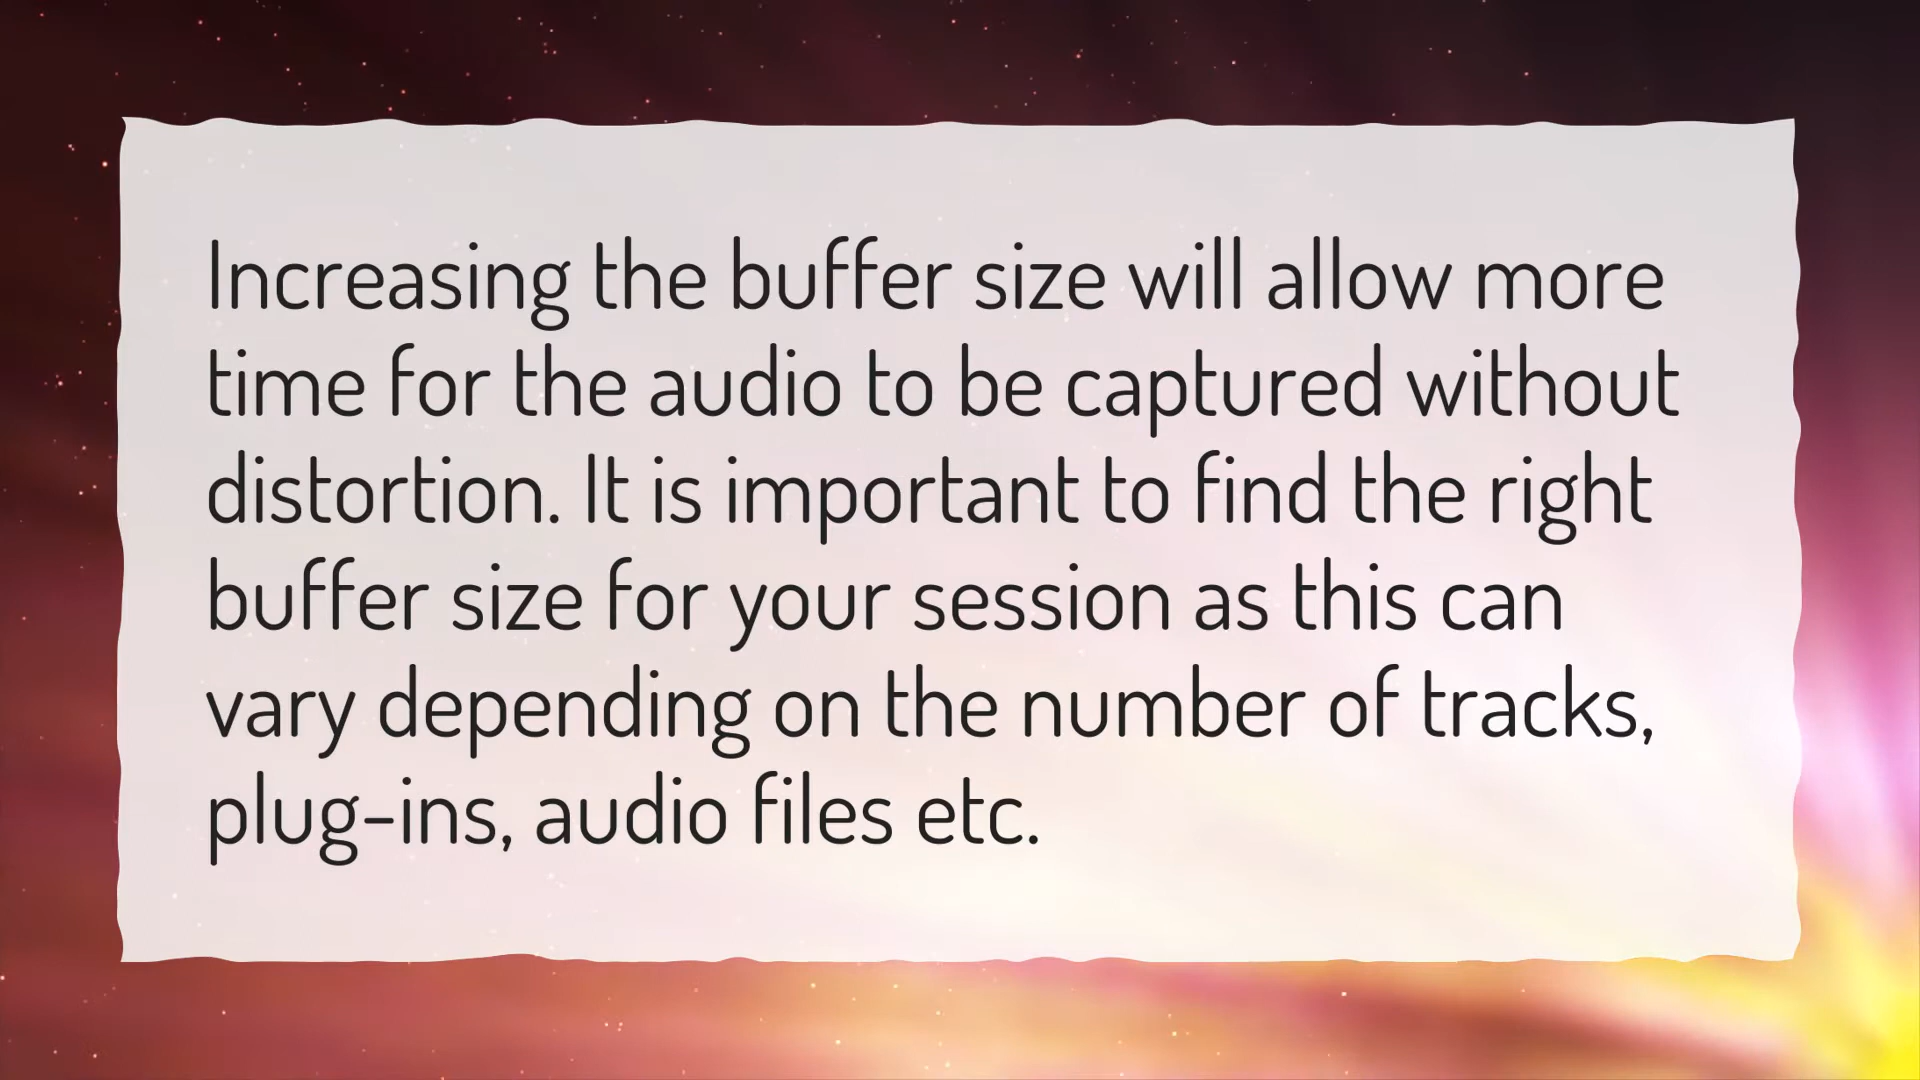 Increasing the buffer size will allow more
time for the audio to be captured without
distortion. It is important to find the right
buffer size for your session as this can
vary depending on the number of tracks,
plug-ins, audio files etc.